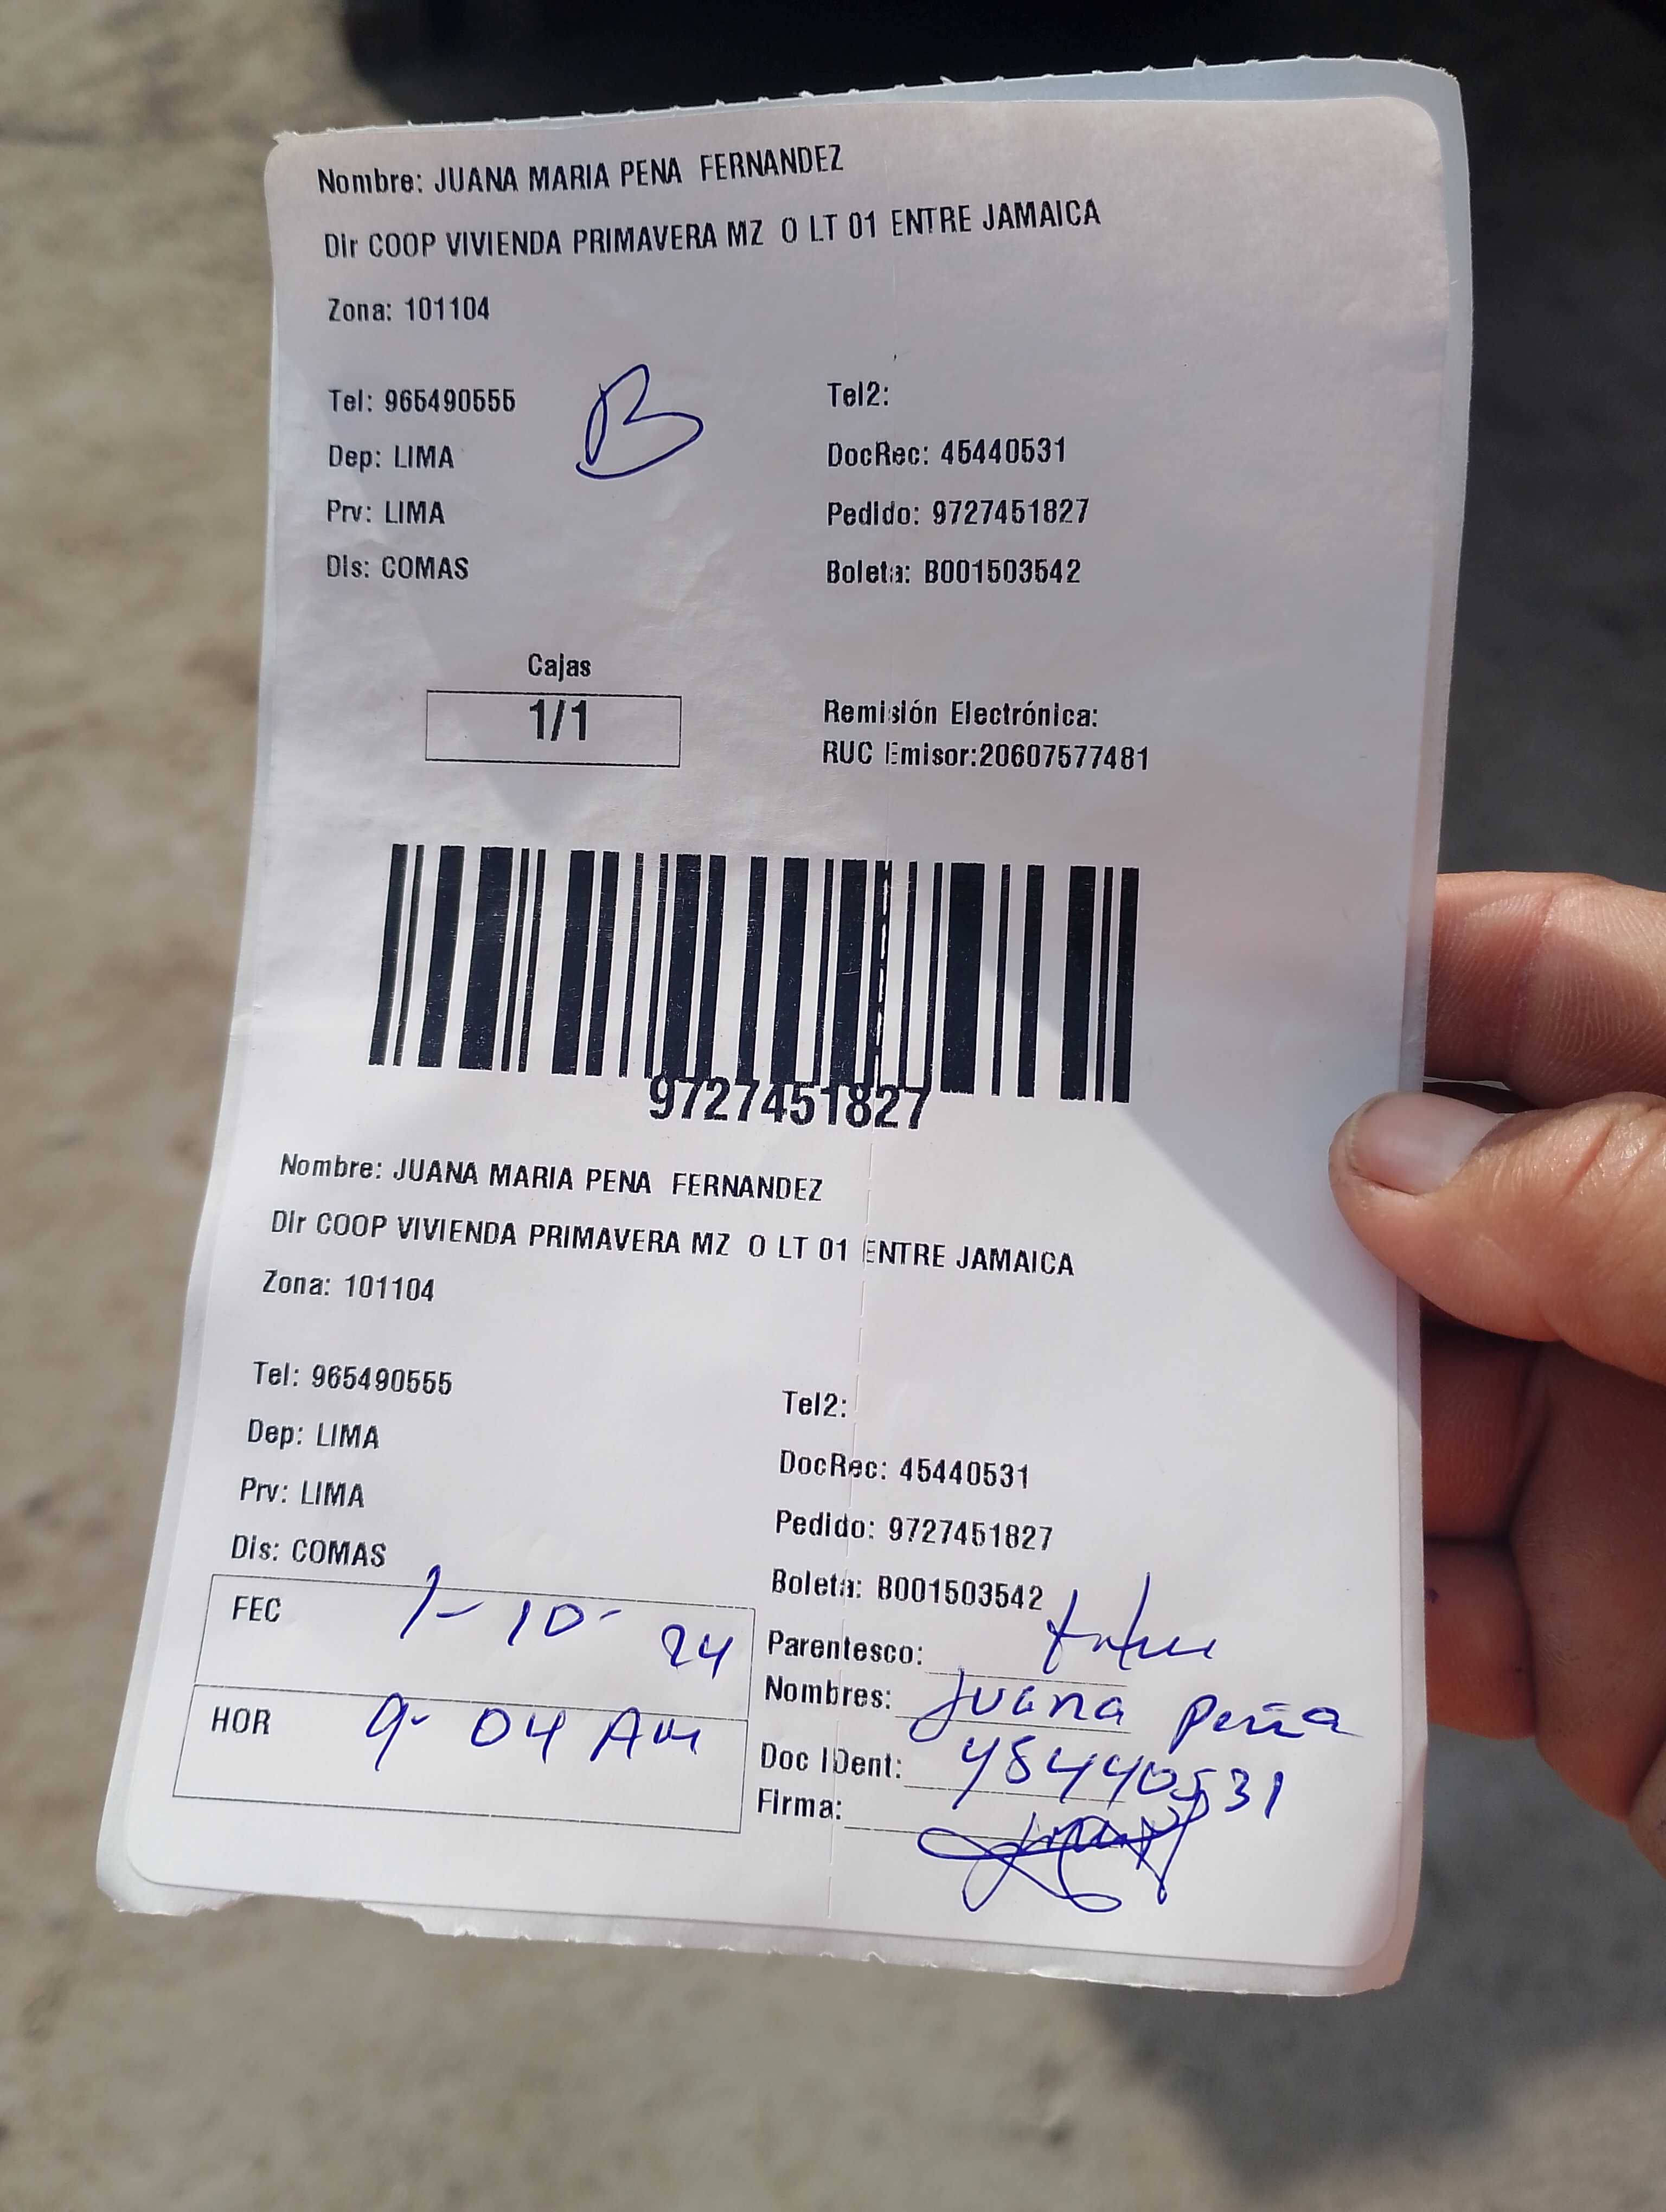 Nombre: JUANA MARIA PENA  FERNANDEZ
Dir COOP VIVIENDA PRIMAVERA MZ  O LT 01 ENTRE JAMAICA
Zona: 101104
B
Tel: 965490555 Tel2:
Dep: LIMA DocRec: 45440531
Prv: LIMA Pedido: 9727451827
Dis: COMAS Boleta: B001503542
Cajas
1/1
Remisión Electrónica:
RUC Emisor:20607577481
9727451827
Nombre: JUANA MARIA PENA  FERNANDEZ
Dir COOP VIVIENDA PRIMAVERA MZ  O LT 01 ENTRE JAMAICA
Zona: 101104
Tel: 965490555 Tel2:
Dep: LIMA DocRec: 45440531
Prv: LIMA Pedido: 9727451827
Dis: COMAS Boleta: B001503542
FEC 1-10-24
Parentesco:
Nombres: Juana Peña
HOR 9-04 AM
Doc IDent: 45440531
Firma: